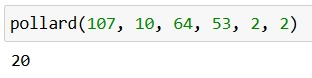 pollard(107, 10, 64, 53, 2, 2)
20